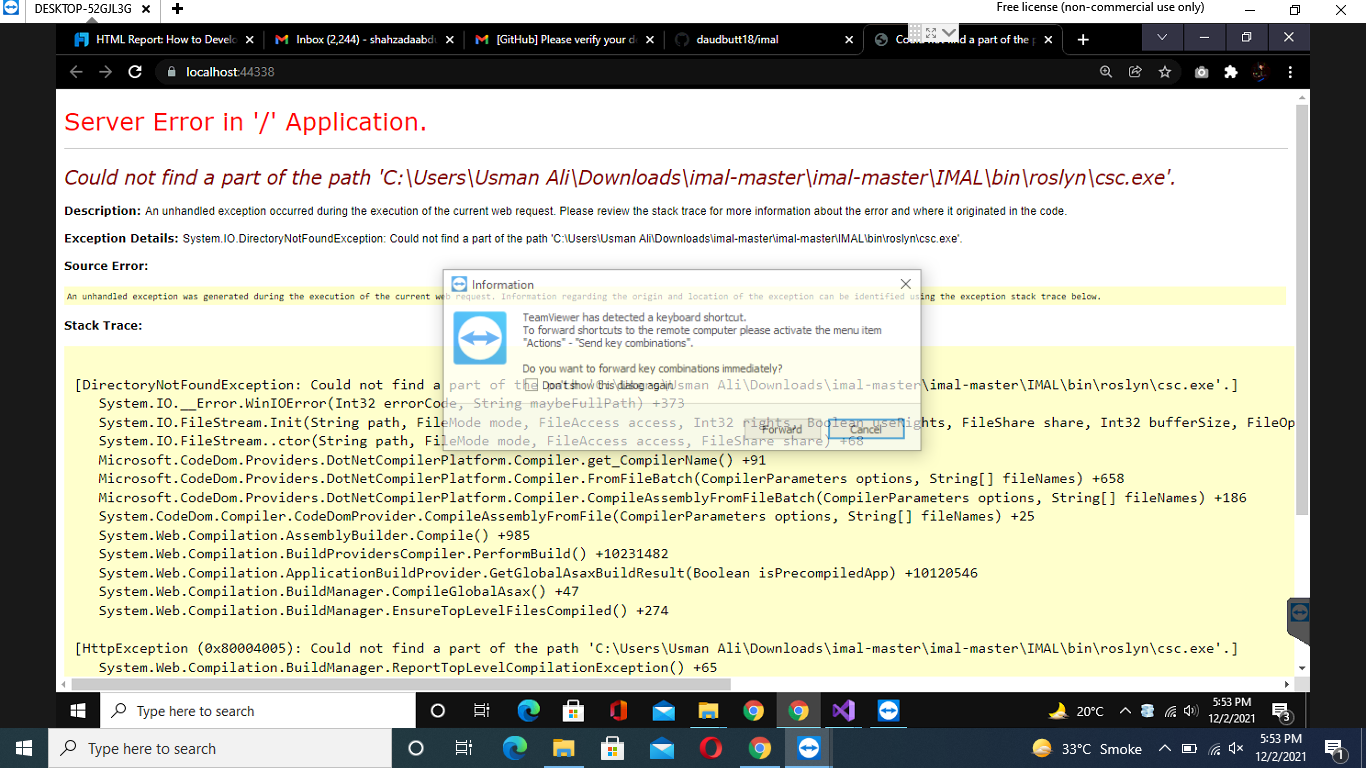 DESKTOP-52GJL3G
Free license (non-commercial use only)
HTML Report: How to Develo
Inbox (2,244) - shahzadaabdu
[GitHub] Please verify your de
daudbutt18/imal
localhost:44338
Server Error in '/' Application.
Could not find a part of the path 'C:\Users\Usman Ali\Downloads\imal-master\imal-master\IMAL\bin\roslyn\csc.exe'.
Description: An unhandled exception occurred during the execution of the current web request. Please review the stack trace for more information about the error and where it originated in the code.
Exception Details: System.IO.DirectoryNotFoundException: Could not find a part of the path 'C:\Users\Usman Ali\Downloads\imal-master\imal-master\IMAL\bin\roslyn\csc.exe'.
Source Error:
An unhandled exception was generated during the execution of the current web request. Information regarding the origin and location of the exception can be identified using the exception stack trace below.
Stack Trace:
Information
TeamViewer has detected a keyboard shortcut.
To forward shortcuts to the remote computer please activate the menu item
"Actions" - "Send key combinations".
Do you want to forward key combinations immediately?
Don't show this dialog again
Forward
Cancel
[DirectoryNotFoundException: Could not find a part of the path 'C:\Users\Usman Ali\Downloads\imal-master\imal-master\IMAL\bin\roslyn\csc.exe'.]
System.IO.__Error.WinIOError(Int32 errorCode, String maybeFullPath) +373
System.IO.FileStream.Init(String path, FileMode mode, FileAccess access, Int32 rights, Boolean useRights, FileShare share, Int32 bufferSize, FileOp
System.IO.FileStream..ctor(String path, FileMode mode, FileAccess access, FileShare share) +68
Microsoft.CodeDom.Providers.DotNetCompilerPlatform.Compiler.get_CompilerName() +91
Microsoft.CodeDom.Providers.DotNetCompilerPlatform.Compiler.FromFileBatch(CompilerParameters options, String[] fileNames) +658
Microsoft.CodeDom.Providers.DotNetCompilerPlatform.Compiler.CompileAssemblyFromFileBatch(CompilerParameters options, String[] fileNames) +186
System.CodeDom.Compiler.CodeDomProvider.CompileAssemblyFromFile(CompilerParameters options, String[] fileNames) +25
System.Web.Compilation.AssemblyBuilder.Compile() +985
System.Web.Compilation.BuildProvidersCompiler.PerformBuild() +10231482
System.Web.Compilation.ApplicationBuildProvider.GetGlobalAsaxBuildResult(Boolean isPrecompiledApp) +10120546
System.Web.Compilation.BuildManager.CompileGlobalAsax() +47
System.Web.Compilation.BuildManager.EnsureTopLevelFilesCompiled() +274
[HttpException (0x80004005): Could not find a part of the path 'C:\Users\Usman Ali\Downloads\imal-master\imal-master\IMAL\bin\roslyn\csc.exe'.]
System.Web.Compilation.BuildManager.ReportTopLevelCompilationException() +65
Type here to search
20°C
5:53 PM
12/2/2021
3
Type here to search
33°C Smoke
5:53 PM
12/2/2021
1